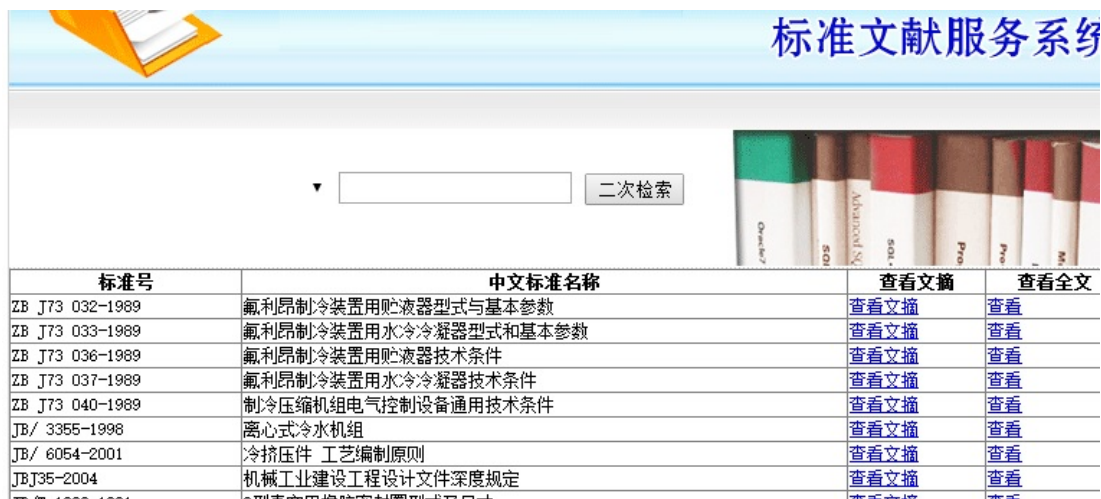 标准文献服务系统
二次检索
Oracle7
SQL
Advanced SQ
SQL
Pro
Pro
标准号 中文标准名称 查看文摘 查看全文
ZB J73 032-1989 氟利昂制冷装置用贮液器型式与基本参数 查看文摘 查看
ZB J73 033-1989 氟利昂制冷装置用水冷冷凝器型式和基本参数 查看文摘 查看
ZB J73 036-1989 氟利昂制冷装置用贮液器技术条件 查看文摘 查看
ZB J73 037-1989 氟利昂制冷装置用水冷冷凝器技术条件 查看文摘 查看
ZB J73 040-1989 制冷压缩机组电气控制设备通用技术条件 查看文摘 查看
JB/ 3355-1998 离心式冷水机组 查看文摘 查看
JB/ 6054-2001 冷挤压件 工艺编制原则 查看文摘 查看
JBJ35-2004 机械工业建设工程设计文件深度规定 查看文摘 查看